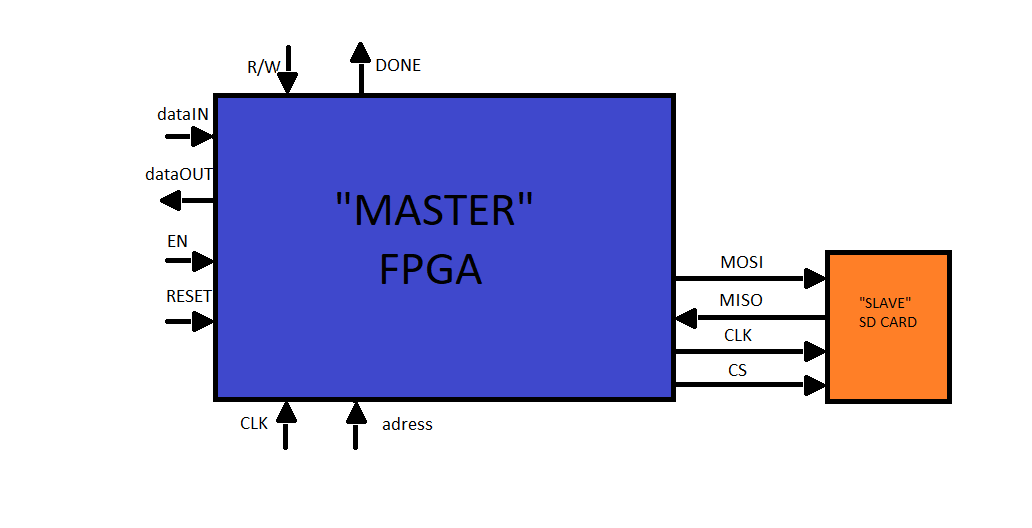 R/W
DONE
dataIN
dataOUT
EN
RESET
"MASTER"
FPGA
MOSI
MISO
CLK
CS
"SLAVE"
SD CARD
CLK
adress